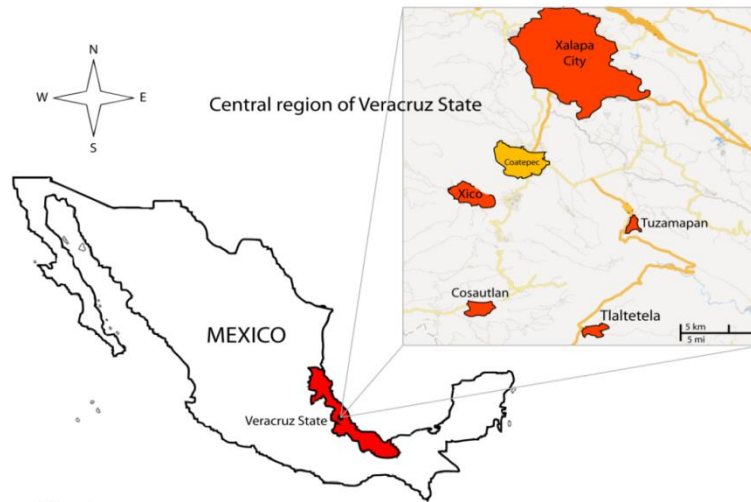 N
W
E
S
Central region of Veracruz State
MEXICO
Veracruz State
Xalapa
City
Coatepec
Xico
Tuzamapan
Cosautlan
Tlaltetela
5 km
5 mi